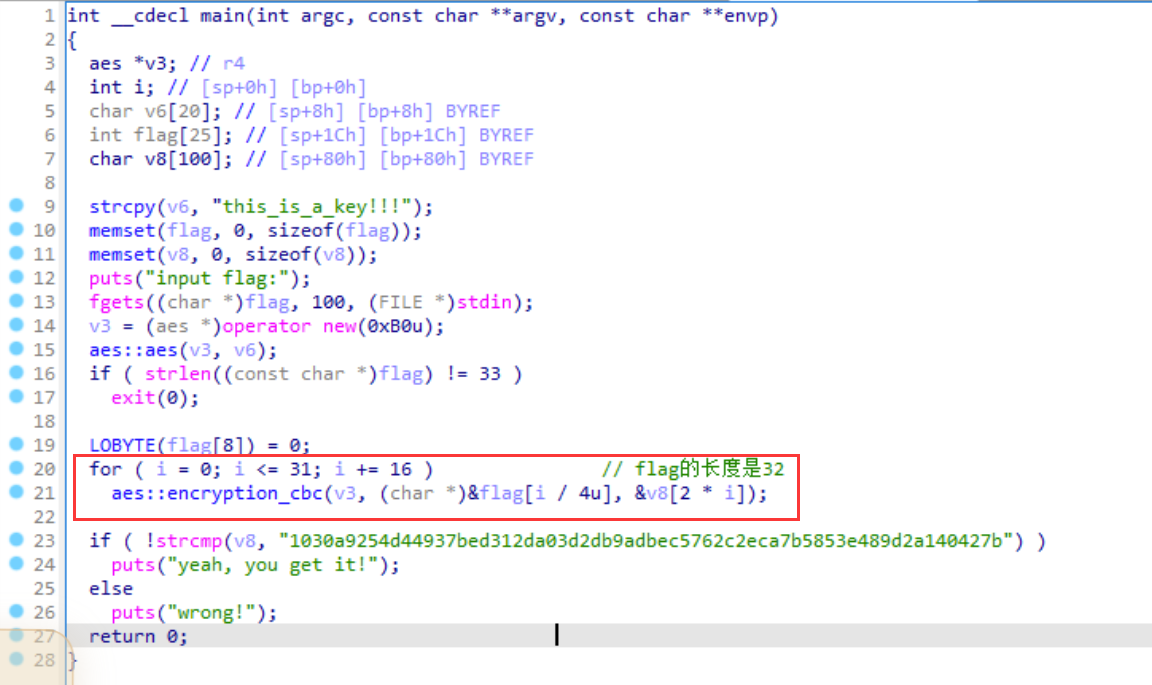 1 int __cdecl main(int argc, const char **argv, const char **envp)
2 {
3 aes *v3; // r4
4 int i; // [sp+0h] [bp+0h]
5 char v6[20]; // [sp+8h] [bp+8h] BYREF
6 int flag[25]; // [sp+1Ch] [bp+1Ch] BYREF
7 char v8[100]; // [sp+80h] [bp+80h] BYREF
8
9 strcpy(v6, "this_is_a_key!!!");
10 memset(flag, 0, sizeof(flag));
11 memset(v8, 0, sizeof(v8));
12 puts("input flag:");
13 fgets((char *)flag, 100, (FILE *)stdin);
14 v3 = (aes *)operator new(0xB0u);
15 aes::aes(v3, v6);
16 if ( strlen((const char *)flag) != 33 )
17 exit(0);
18
19 LOBYTE(flag[8]) = 0;
20 for ( i = 0; i <= 31; i += 16 ) // flag的长度是32
21 aes::encryption_cbc(v3, (char *)&flag[i / 4u], &v8[2 * i]);
22
23 if ( !strcmp(v8, "1030a9254d44937bed312da03d2db9adbec5762c2eca7b5853e489d2a140427b") )
24 puts("yeah, you get it!");
25 else
26 puts("wrong!");
27 return 0;
28 }